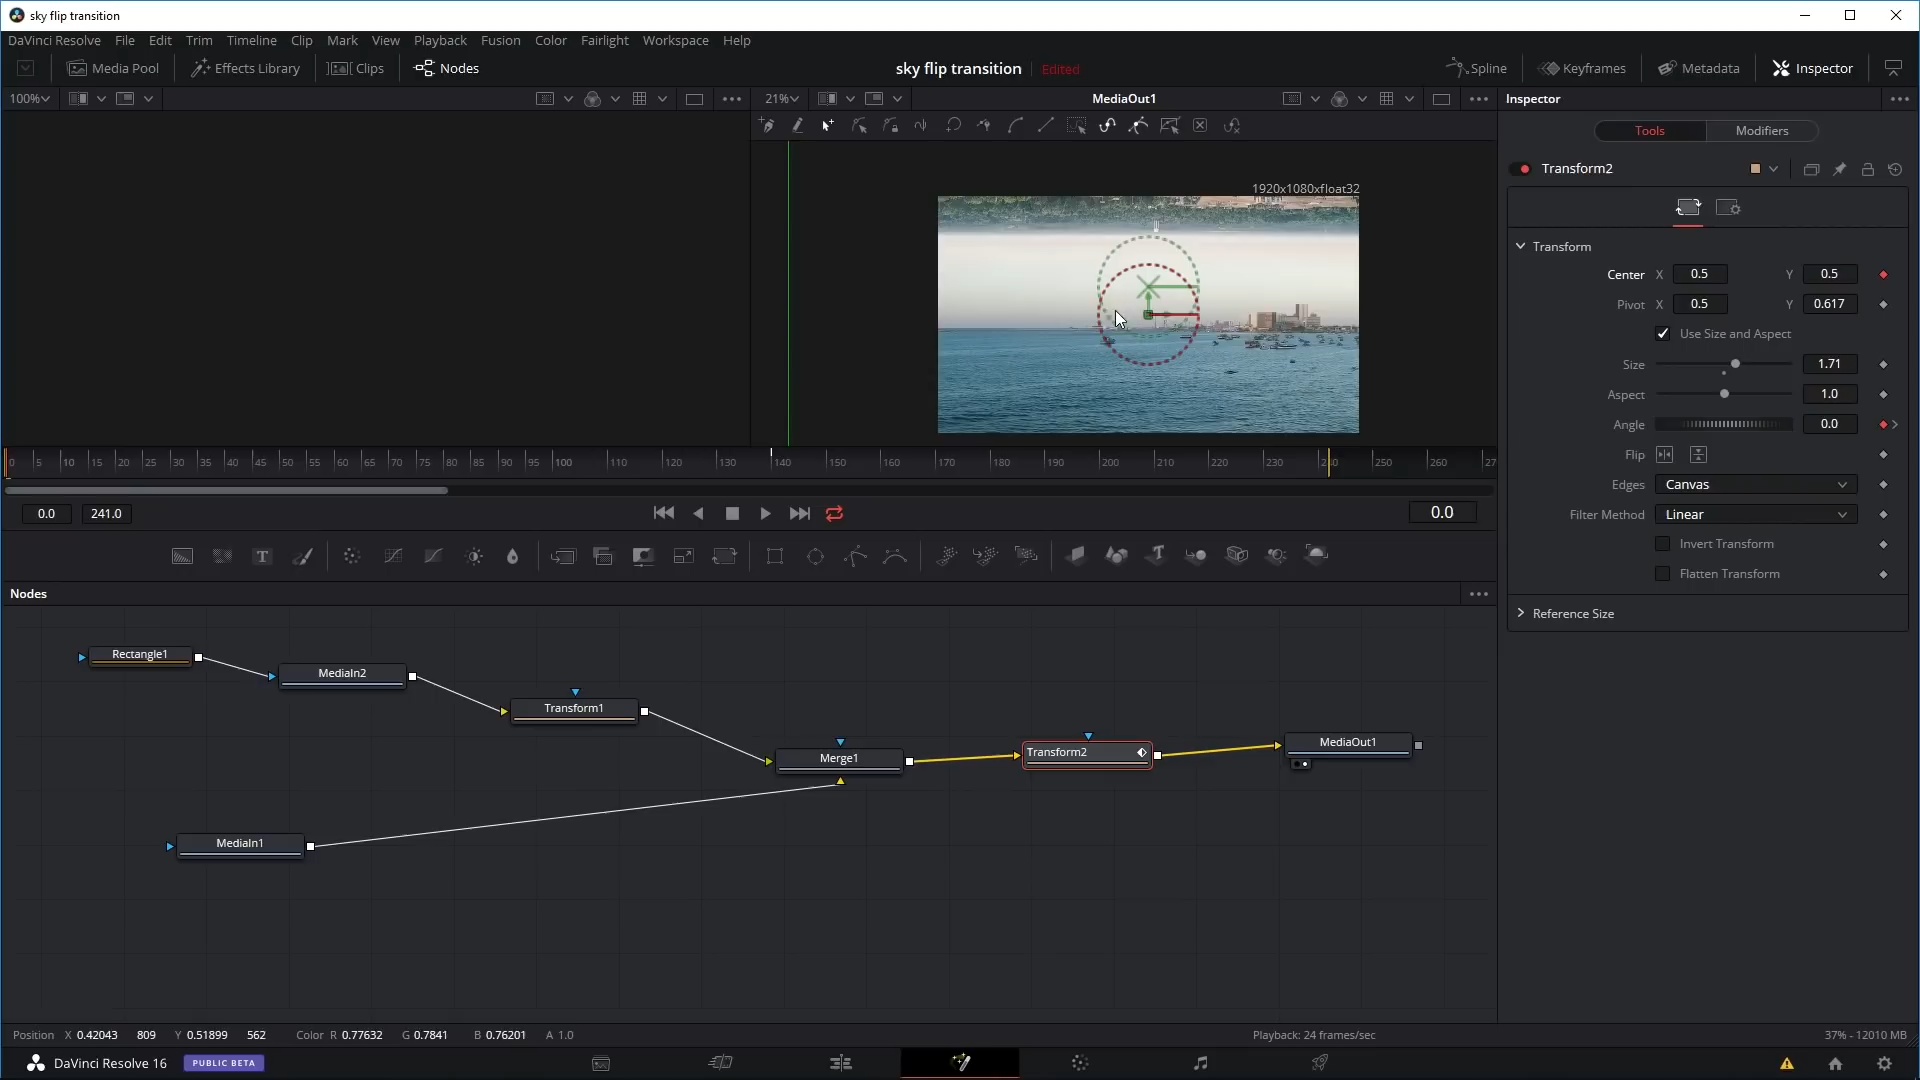 sky flip transition
DaVinci Resolve File Edit Trim Timeline Clip Mark View Playback Fusion Color Fairlight Workspace Help
Media Pool Effects Library Clips Nodes sky flip transition Edited Spline Keyframes Metadata Inspector
100% 21% MediaOut1 Inspector
Tools Modifiers
Transform2
1920x1080xfloat32
Transform
Center X 0.5 Y 0.5
Pivot X 0.5 Y 0.617
Use Size and Aspect
Size 1.71
Aspect 1.0
Angle 0.0
Flip
Edges Canvas
Filter Method Linear
Invert Transform
Flatten Transform
Reference Size
0 5 10 15 20 25 30 35 40 45 50 55 60 65 70 75 80 85 90 95 100 110 120 130 140 150 160 170 180 190 200 210 220 230 240 250 260 27
0.0 241.0 0.0
Nodes
Rectangle1
MediaIn2
Transform1
Merge1
Transform2
MediaOut1
MediaIn1
Position X 0.42043 809 Y 0.51899 562 Color R 0.77632 G 0.7841 B 0.76201 A 1.0 Playback: 24 frames/sec 37% - 12010 MB
DaVinci Resolve 16 PUBLIC BETA